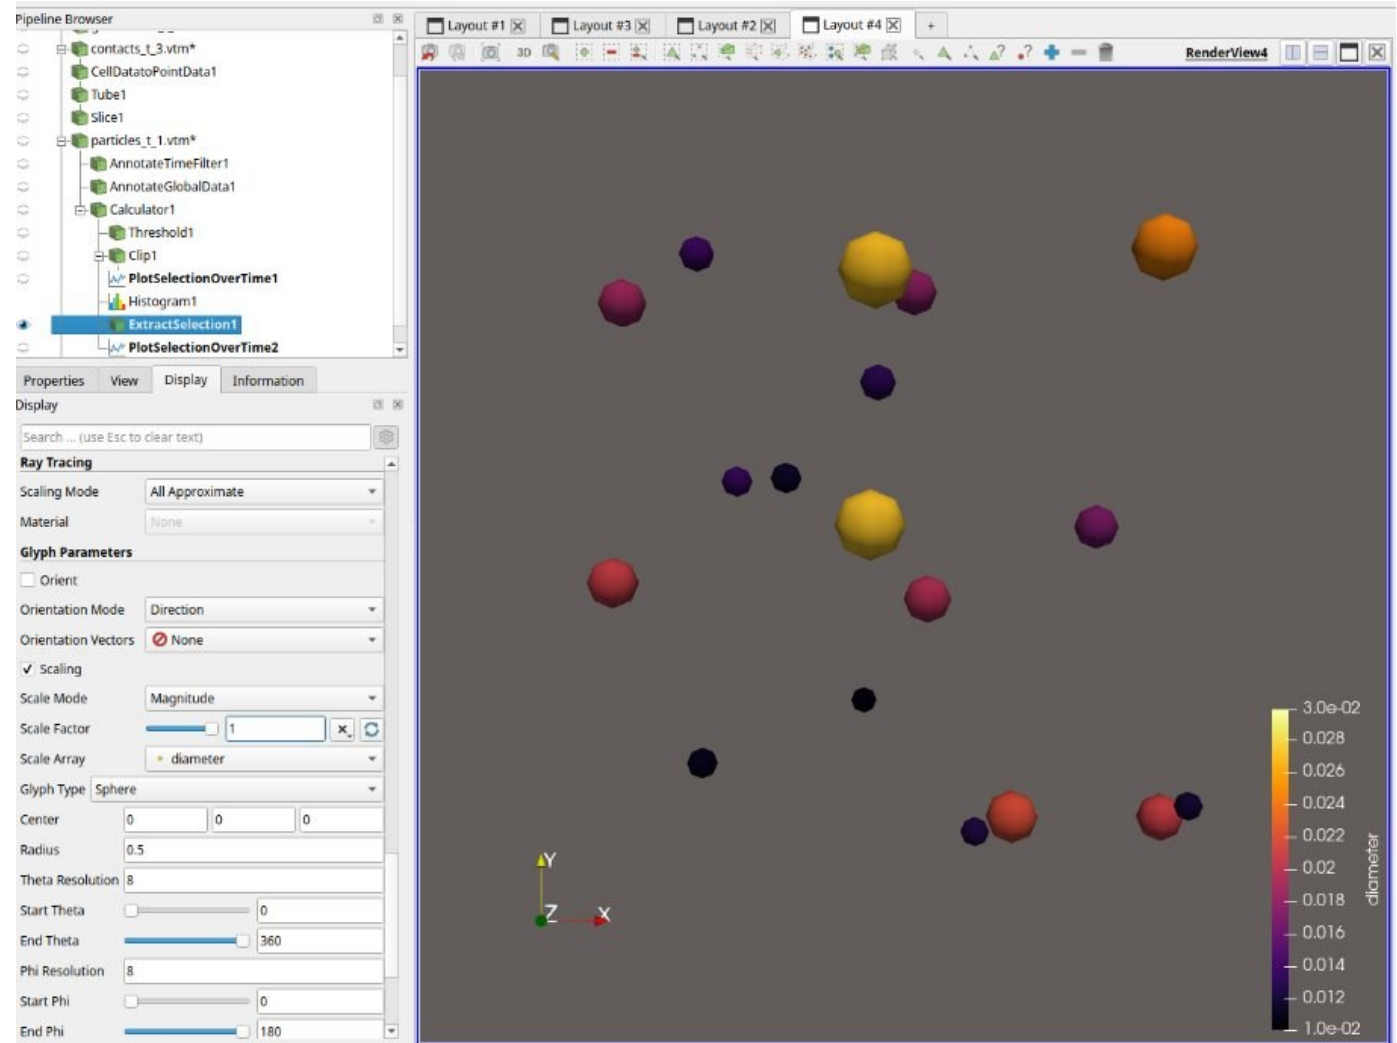 Pipeline Browser
contacts_t_3.vtm*
CellDatatoPointData1
Tube1
Slice1
particles_t_1.vtm*
AnnotateTimeFilter1
AnnotateGlobalData1
Calculator1
Threshold1
Clip1
PlotSelectionOverTime1
Histogram1
ExtractSelection1
PlotSelectionOverTime2
Properties View Display Information
Display
Search ... (use Esc to clear text)
Ray Tracing
Scaling Mode All Approximate
Material None
Glyph Parameters
Orient
Orientation Mode Direction
Orientation Vectors None
Scaling
Scale Mode Magnitude
Scale Factor 1
Scale Array diameter
Glyph Type Sphere
Center 0 0 0
Radius 0.5
Theta Resolution 8
Start Theta 0
End Theta 360
Phi Resolution 8
Start Phi 0
End Phi 180
Layout #1 Layout #3 Layout #2 Layout #4 +
3D RenderView4
Y
Z X
3.0e-02
0.028
0.026
0.024
0.022
0.02
0.018
0.016
0.014
0.012
1.0e-02
diameter